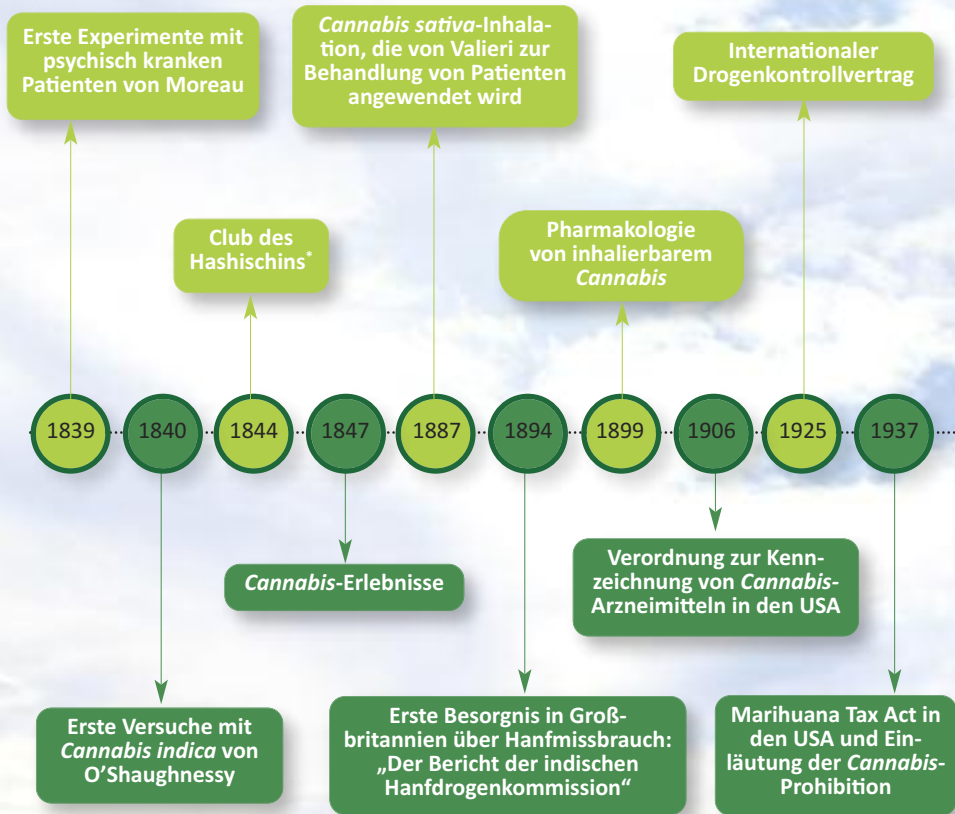 Erste Experimente mit
psychisch kranken
Patienten von Moreau
Cannabis sativa-Inhala-
tion, die von Valieri zur
Behandlung von Patienten
angewendet wird
Internationaler
Drogenkontrollvertrag
Club des
Hashischins*
Pharmakologie
von inhalierbarem
Cannabis
1839
1840
1844
1847
1887
1894
1899
1906
1925
1937
Cannabis-Erlebnisse
Verordnung zur Kenn-
zeichnung von Cannabis-
Arzneimitteln in den USA
Erste Versuche mit
Cannabis indica von
O’Shaughnessy
Erste Besorgnis in Groß-
britannien über Hanfmissbrauch:
„Der Bericht der indischen
Hanfdrogenkommission“
Marihuana Tax Act in
den USA und Ein-
läutung der Cannabis-
Prohibition